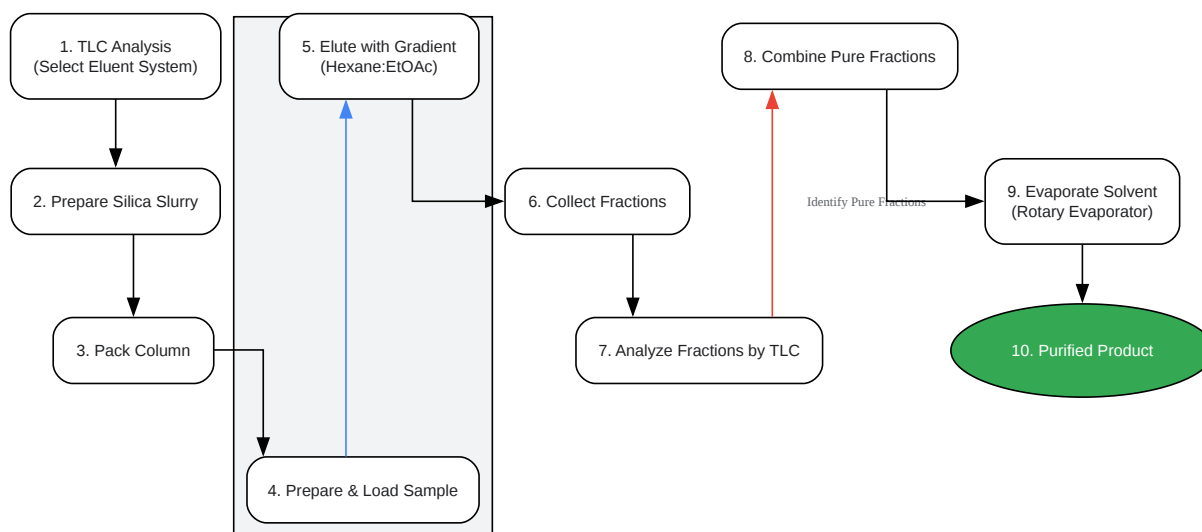 1. TLC Analysis
(Select Eluent System)
2. Prepare Silica Slurry
3. Pack Column
4. Prepare & Load Sample
5. Elute with Gradient
(Hexane:EtOAc)
6. Collect Fractions
7. Analyze Fractions by TLC
Identify Pure Fractions
8. Combine Pure Fractions
9. Evaporate Solvent
(Rotary Evaporator)
10. Purified Product